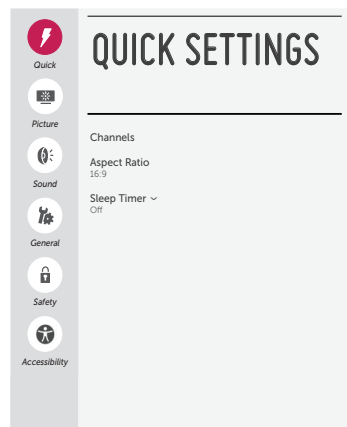 Quick
Picture
Sound
General
Safety
Accessibility
QUICK SETTINGS
Channels
Aspect Ratio
16:9
Sleep Timer
Off